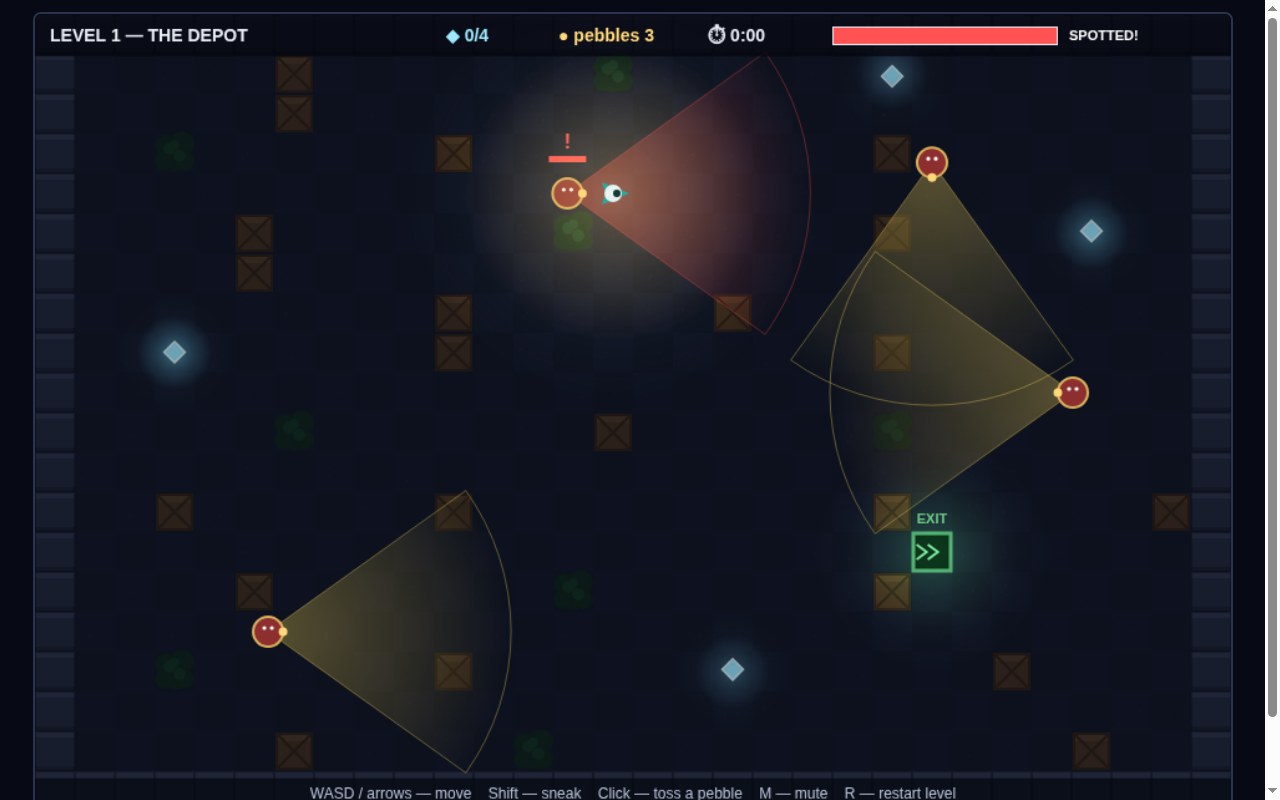 LEVEL 1 — THE DEPOT ◆ 0/4 ● pebbles 3 ⏱ 0:00 SPOTTED!
!
EXIT
>>
WASD / arrows — move Shift — sneak Click — toss a pebble M — mute R — restart level